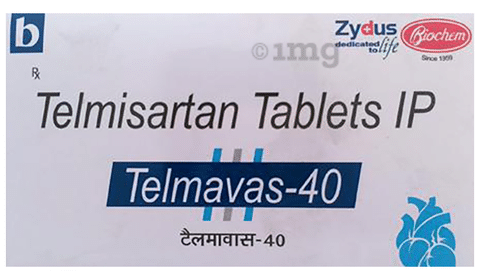 b
Zydus
dedicated
to life
Biochem
Since 1959
© 1mg
Rx
Telmisartan Tablets IP
Telmavas-40
टैलमावास-40